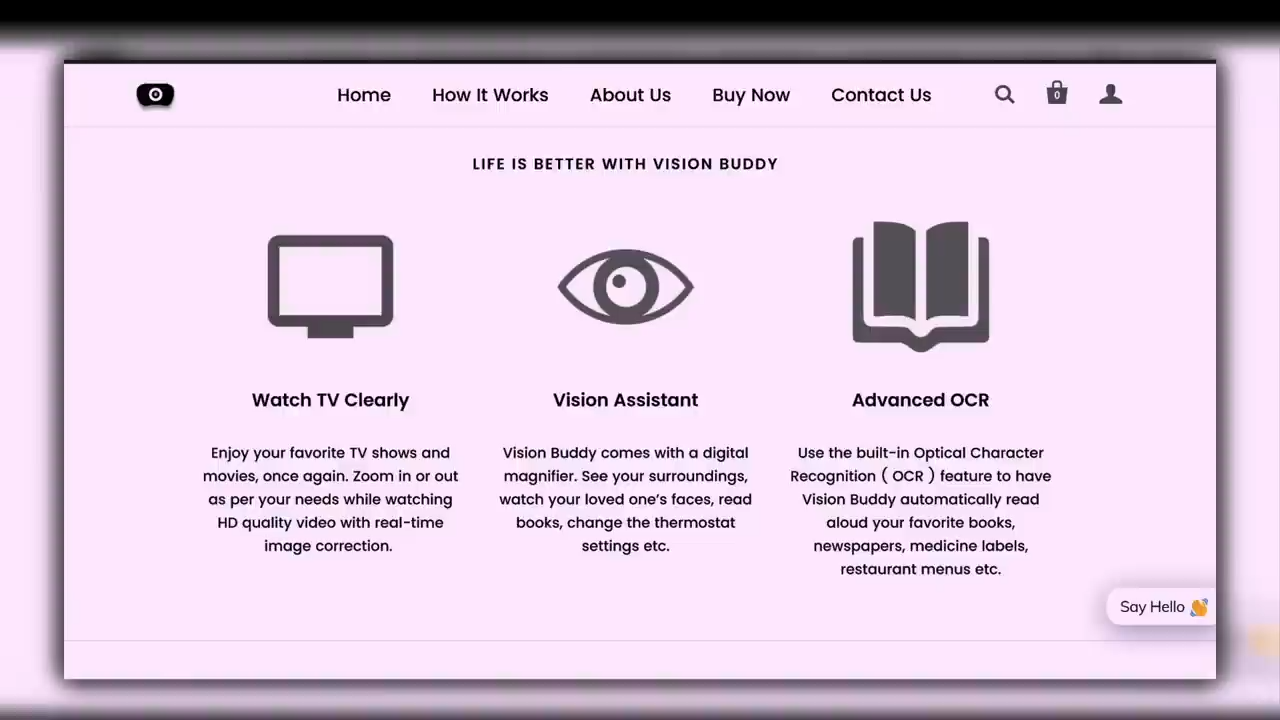 Home How It Works About Us Buy Now Contact Us 0
LIFE IS BETTER WITH VISION BUDDY
Watch TV Clearly
Enjoy your favorite TV shows and
movies, once again. Zoom in or out
as per your needs while watching
HD quality video with real-time
image correction.
Vision Assistant
Vision Buddy comes with a digital
magnifier. See your surroundings,
watch your loved one's faces, read
books, change the thermostat
settings etc.
Advanced OCR
Use the built-in Optical Character
Recognition ( OCR ) feature to have
Vision Buddy automatically read
aloud your favorite books,
newspapers, medicine labels,
restaurant menus etc.
Say Hello 👋